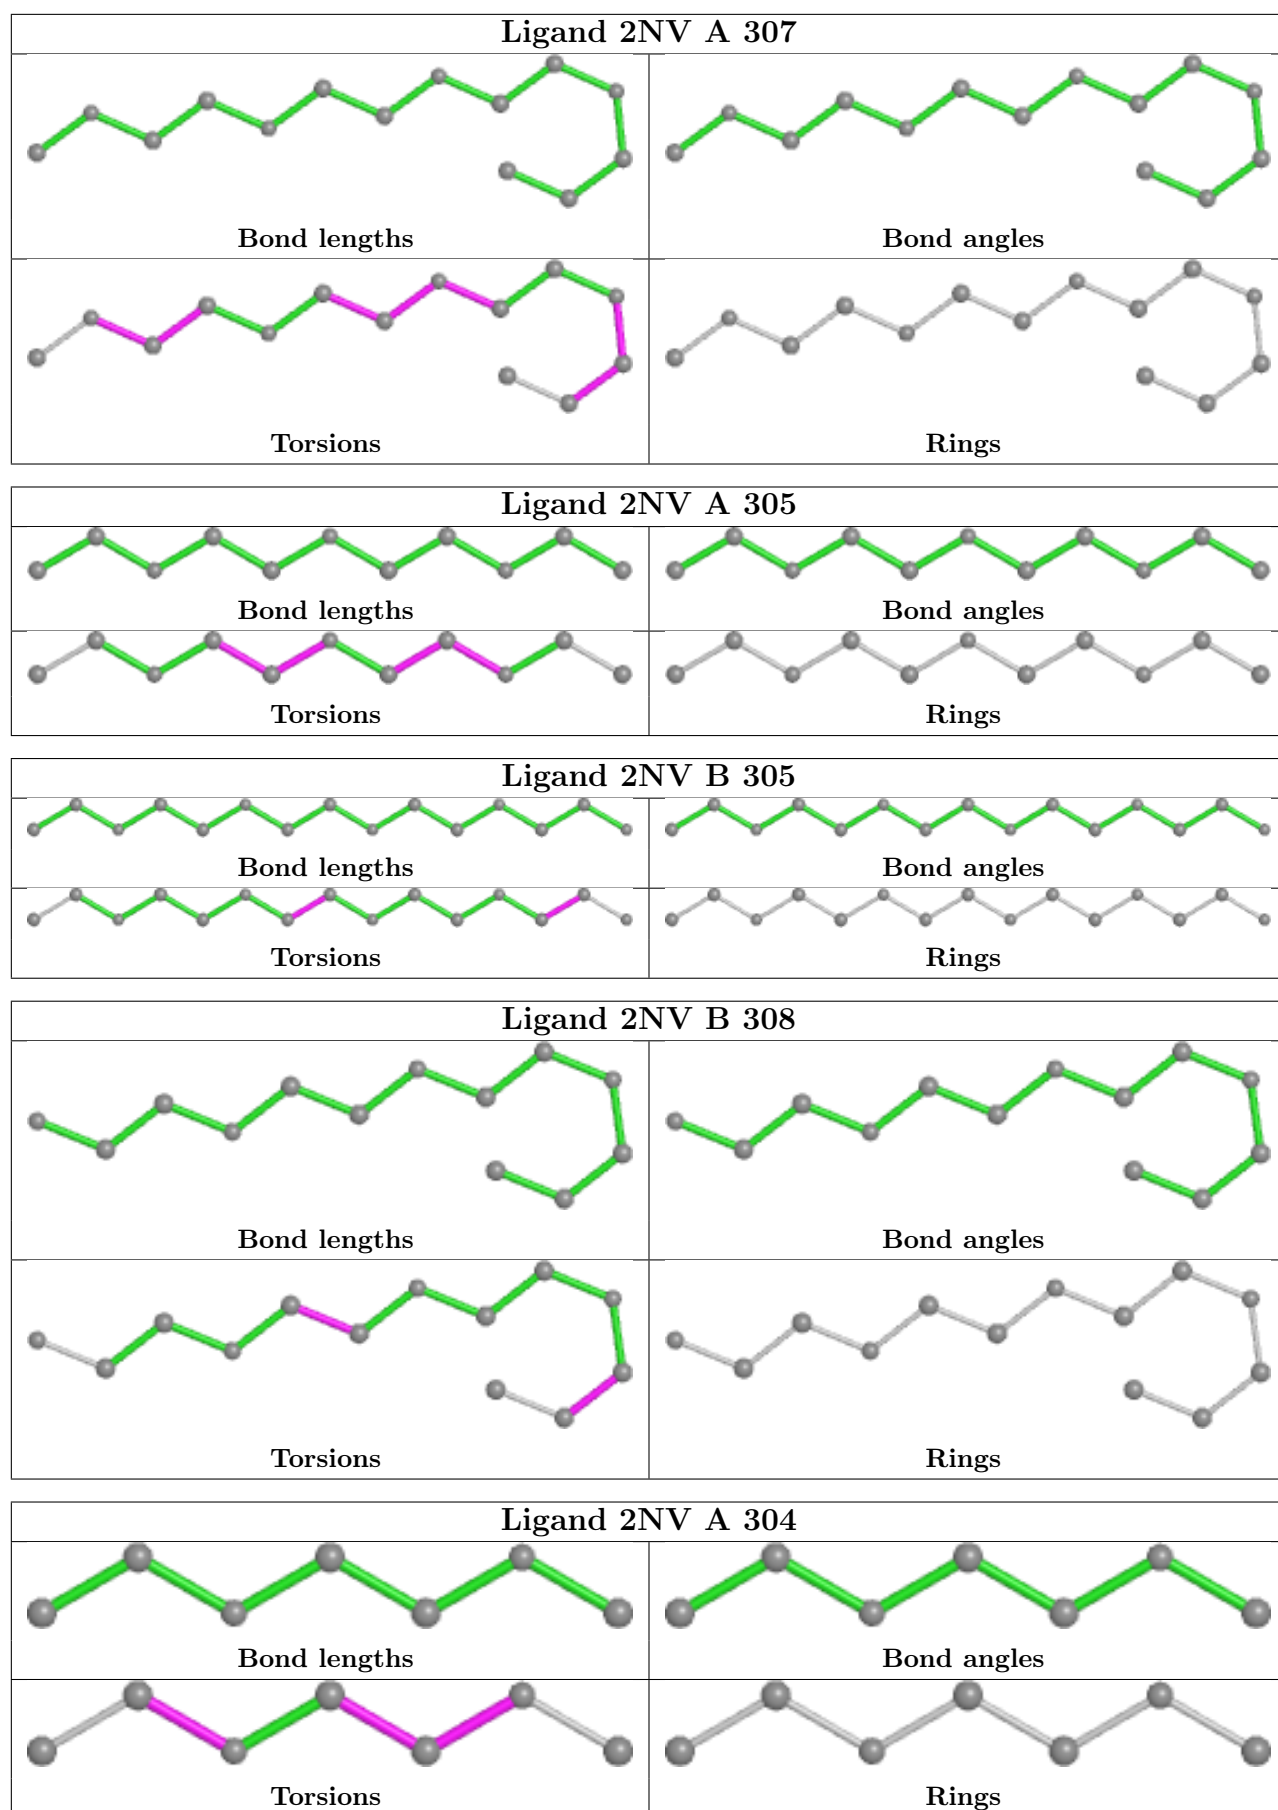 Ligand 2NV A 307
Bond lengths
Bond angles
Torsions
Rings
Ligand 2NV A 305
Bond lengths
Bond angles
Torsions
Rings
Ligand 2NV B 305
Bond lengths
Bond angles
Torsions
Rings
Ligand 2NV B 308
Bond lengths
Bond angles
Torsions
Rings
Ligand 2NV A 304
Bond lengths
Bond angles
Torsions
Rings